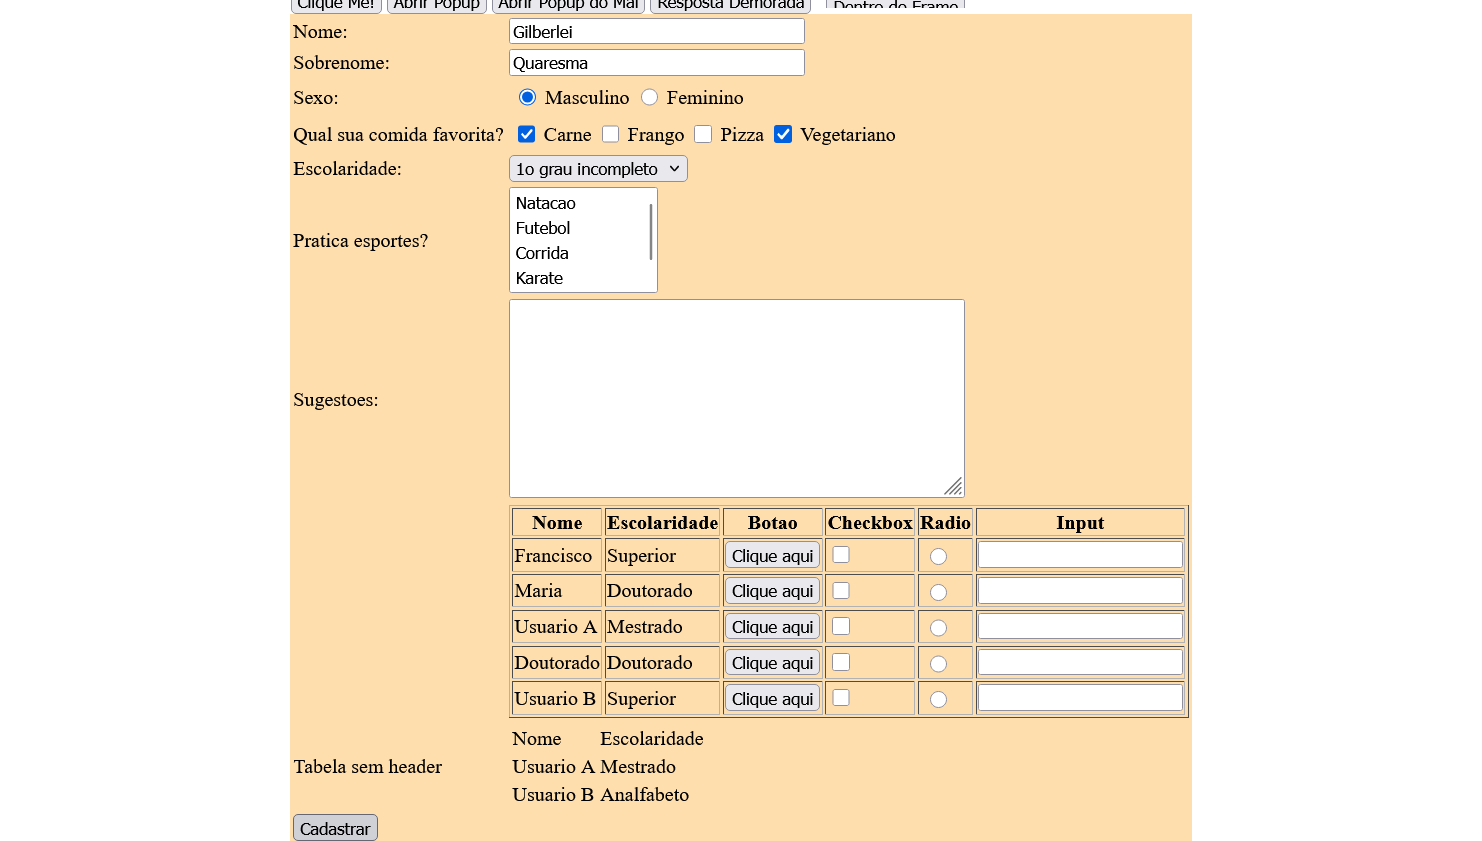 Clique Me! Abrir Popup Abrir Popup do Mal Resposta Demorada Dentro do Frame
Nome: Gilberlei
Sobrenome: Quaresma
Sexo: Masculino Feminino
Qual sua comida favorita? Carne Frango Pizza Vegetariano
Escolaridade: 1o grau incompleto
Natacao
Futebol
Pratica esportes?
Corrida
Karate
Sugestoes:
Nome Escolaridade Botao Checkbox Radio Input
Francisco Superior Clique aqui
Maria Doutorado Clique aqui
Usuario A Mestrado Clique aqui
Doutorado Doutorado Clique aqui
Usuario B Superior Clique aqui
Nome Escolaridade
Tabela sem header Usuario A Mestrado
Usuario B Analfabeto
Cadastrar